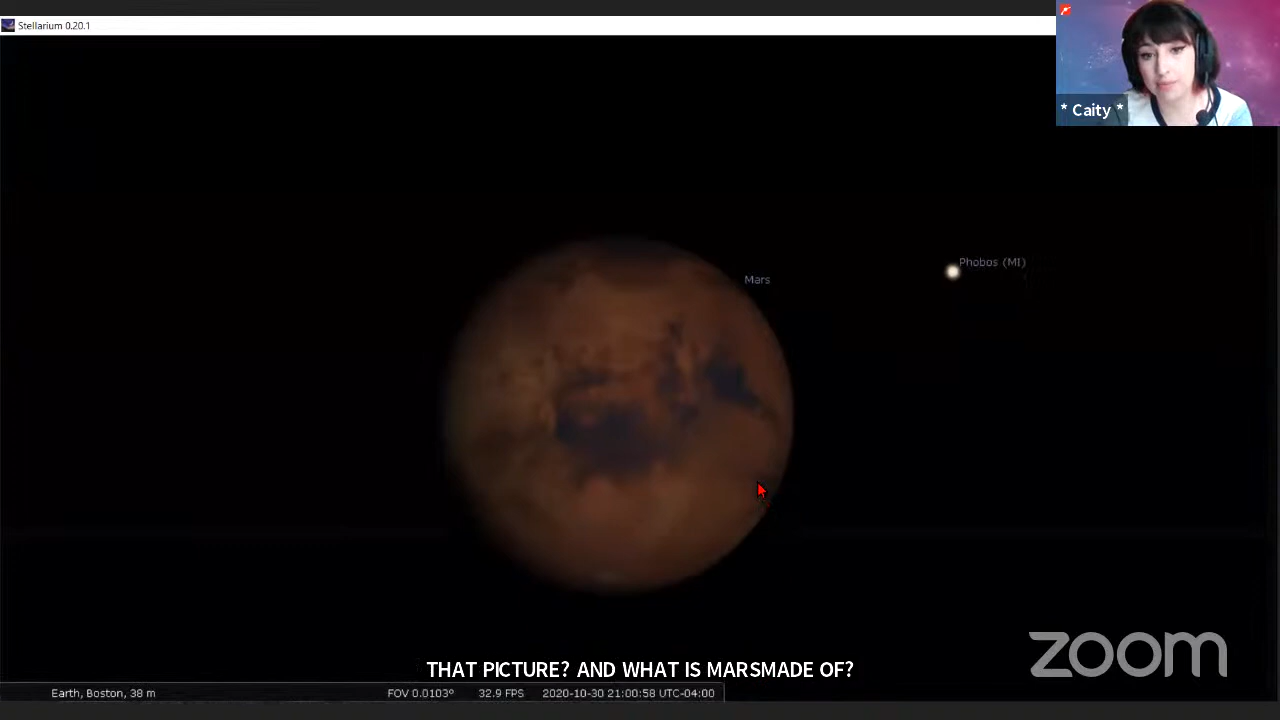 Stellarium 0.20.1
* Caity *
Mars
Phobos (M1)
zoom
THAT PICTURE? AND WHAT IS MARSMADE OF?
Earth, Boston, 38 m
FOV 0.0103°
32.9 FPS
2020-10-30 21:00:58 UTC-04:00